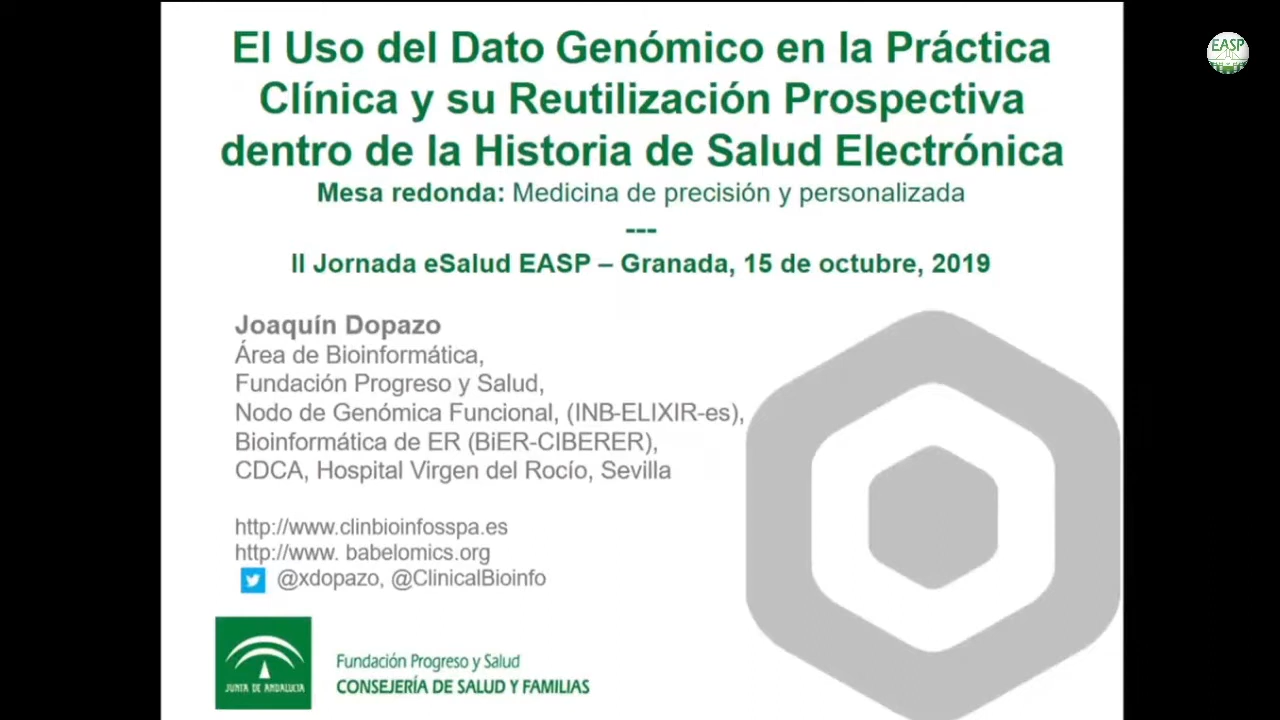 El Uso del Dato Genómico en la Práctica
Clínica y su Reutilización Prospectiva
dentro de la Historia de Salud Electrónica
Mesa redonda: Medicina de precisión y personalizada
---
II Jornada eSalud EASP – Granada, 15 de octubre, 2019
Joaquín Dopazo
Área de Bioinformática,
Fundación Progreso y Salud,
Nodo de Genómica Funcional, (INB-ELIXIR-es),
Bioinformática de ER (BiER-CIBERER),
CDCA, Hospital Virgen del Rocío, Sevilla
http://www.clinbioinfosspa.es
http://www. babelomics.org
@xdopazo, @ClinicalBioinfo
JUNTA DE ANDALUCIA
Fundación Progreso y Salud
CONSEJERÍA DE SALUD Y FAMILIAS
EASP